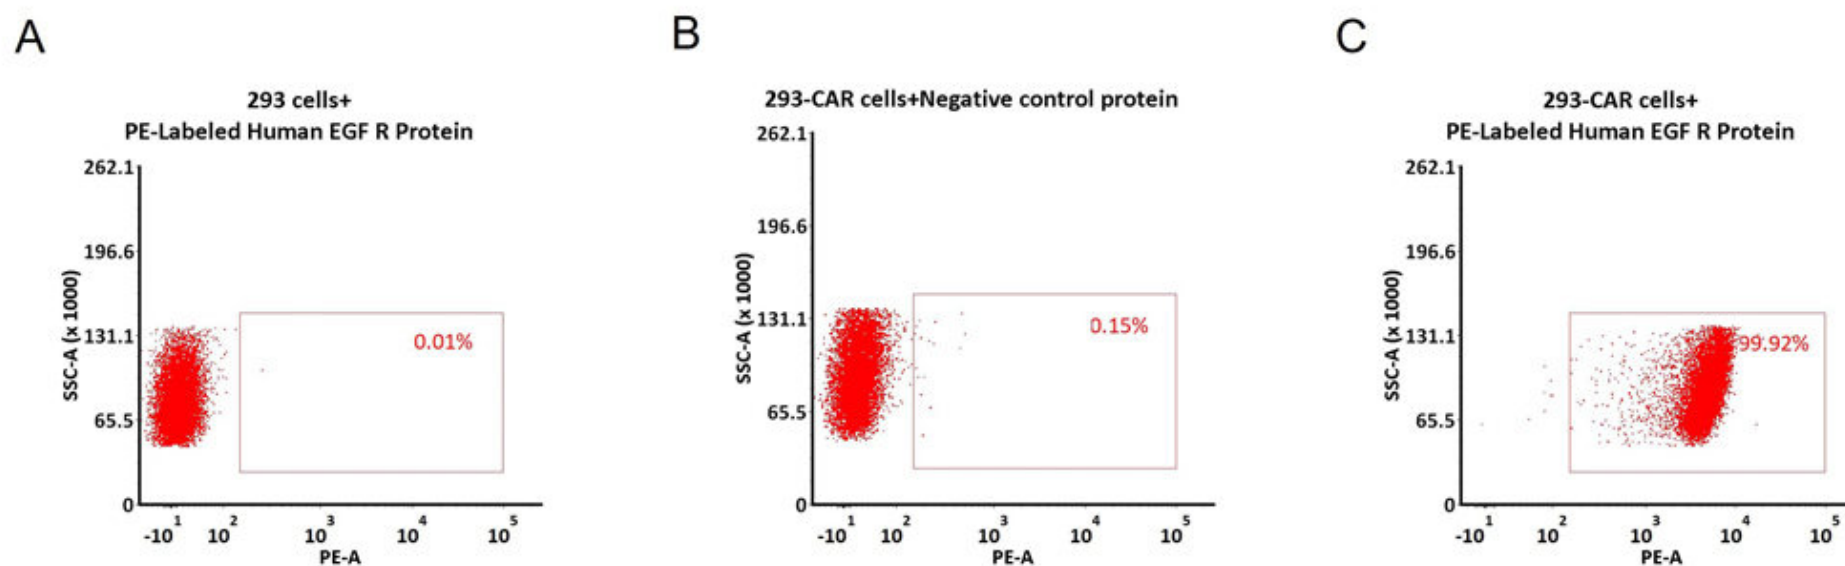 A
293 cells+
PE-Labeled Human EGF R Protein
262.1
196.6
131.1
65.5
0
SSC-A (x 1000)
0.01%
-10^1 10^2 10^3 10^4 10^5
PE-A
B
293-CAR cells+Negative control protein
262.1
196.6
131.1
65.5
0
SSC-A (x 1000)
0.15%
-10^1 10^2 10^3 10^4 10^5
PE-A
C
293-CAR cells+
PE-Labeled Human EGF R Protein
262.1
196.6
131.1
65.5
0
SSC-A (x 1000)
99.92%
-10^1 10^2 10^3 10^4 10^5
PE-A